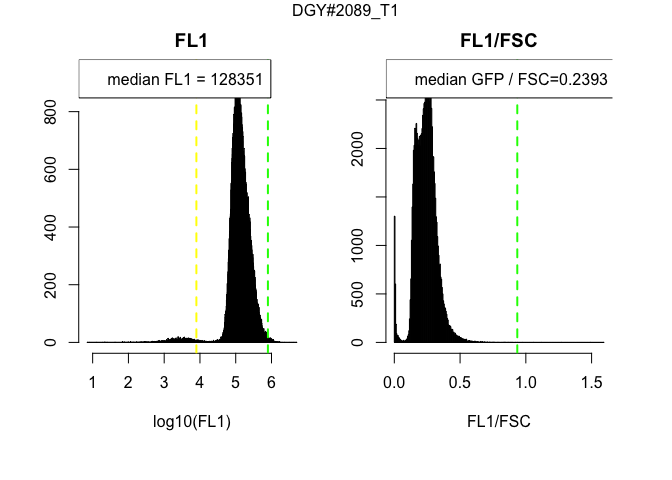 DGY#2089_T1
FL1
median FL1 = 128351
800
600
400
200
0
1 2 3 4 5 6
log10(FL1)
FL1/FSC
median GFP / FSC=0.2393
2000
1000
500
0
0.0 0.5 1.0 1.5
FL1/FSC